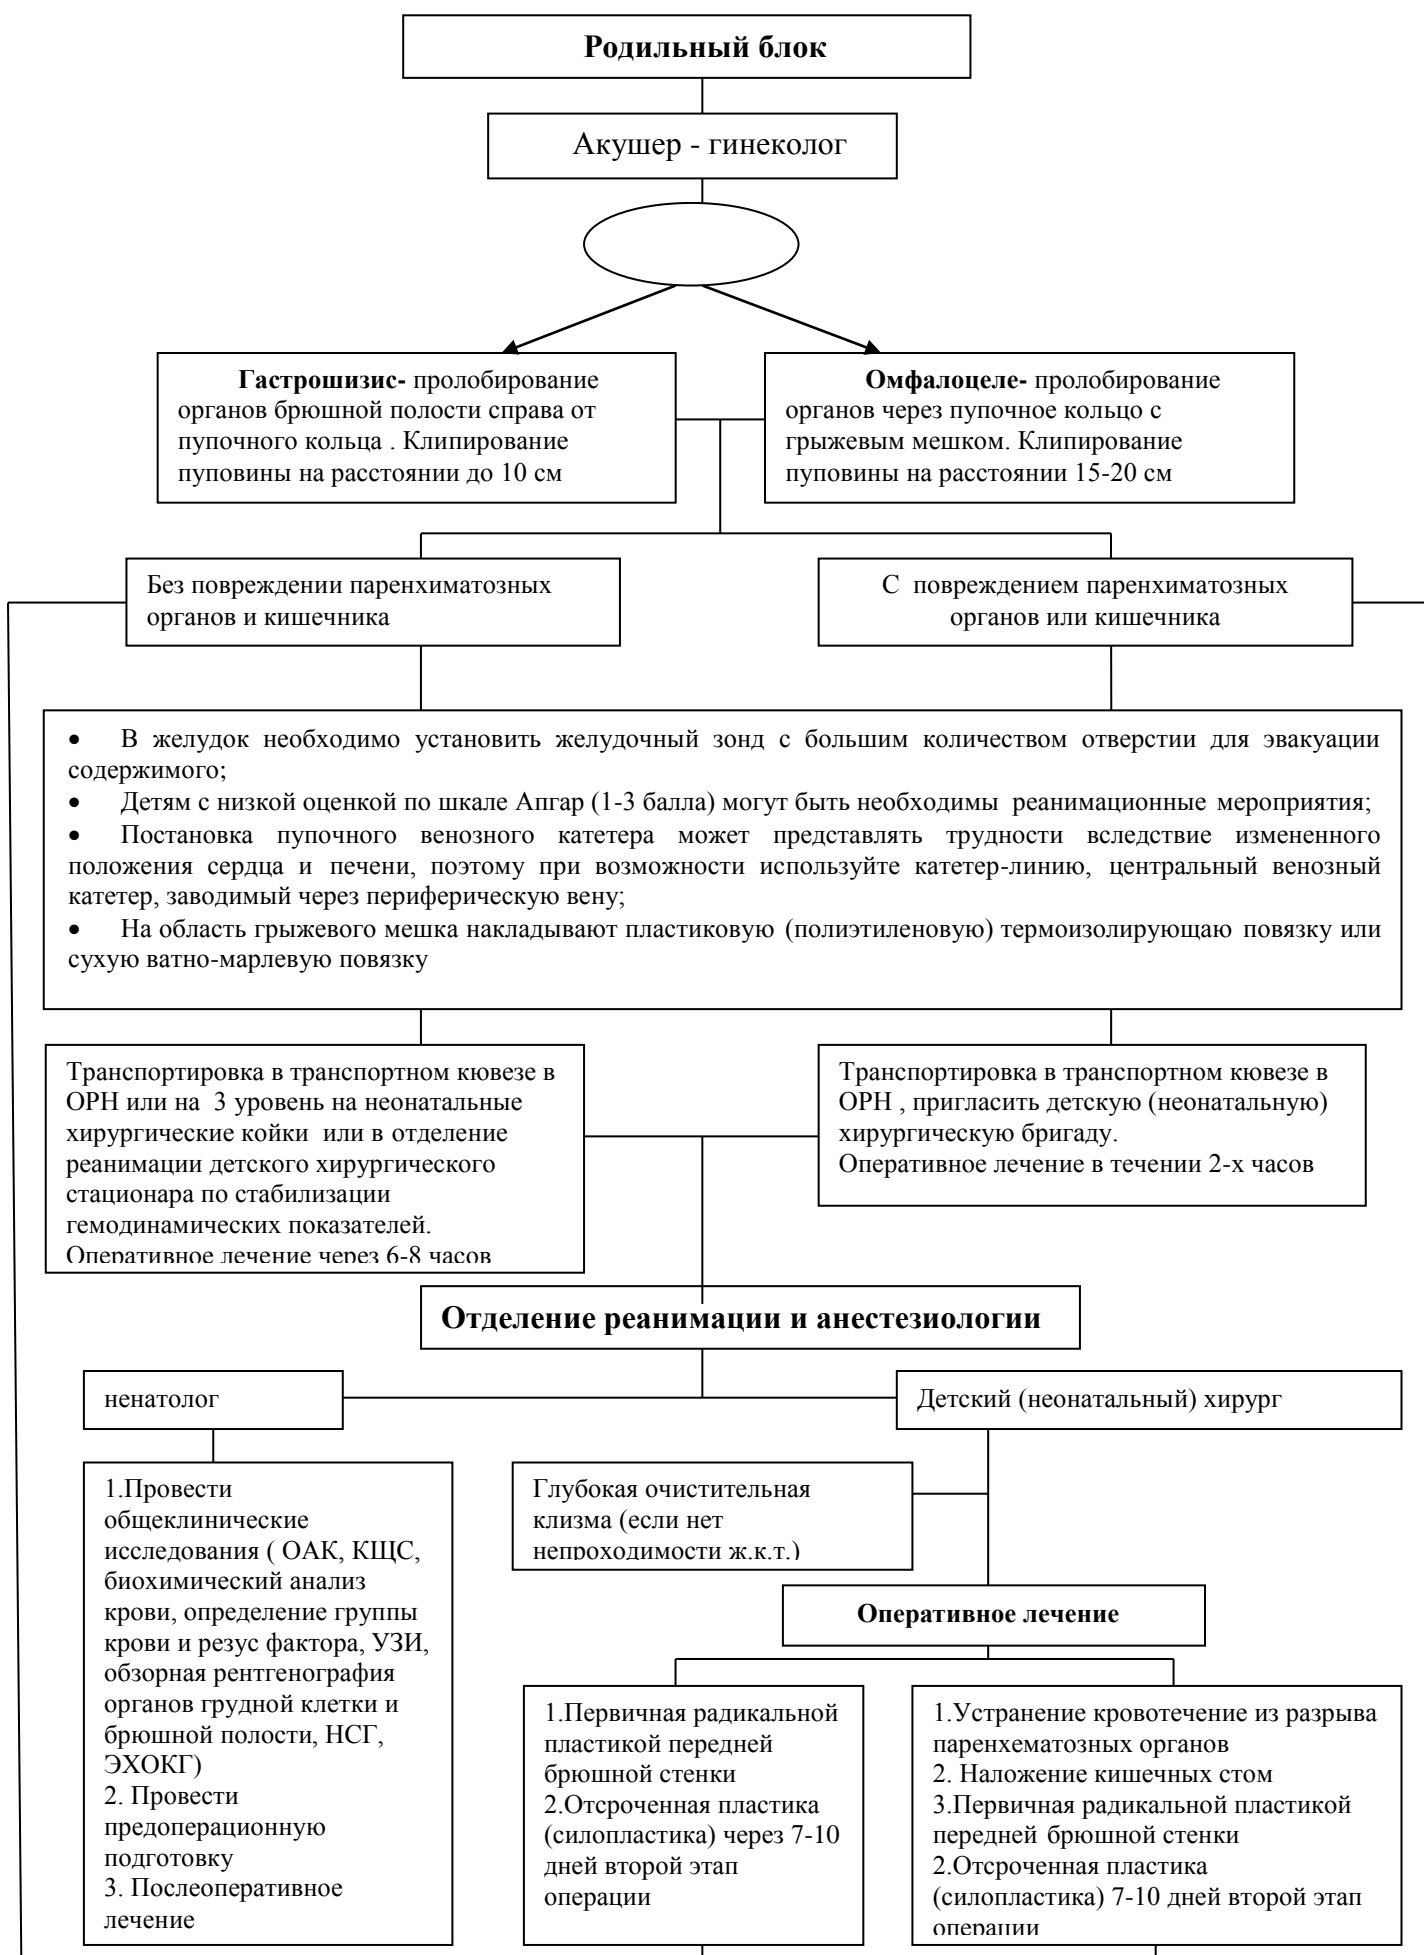 Родильный блок
Акушер - гинеколог
Гастрошизис- пролобирование
органов брюшной полости справа от
пупочного кольца . Клипирование
пуповины на расстоянии до 10 см
Омфалоцеле- пролобирование
органов через пупочное кольцо с
грыжевым мешком. Клипирование
пуповины на расстоянии 15-20 см
Без повреждении паренхиматозных
органов и кишечника
С повреждением паренхиматозных
органов или кишечника
• В желудок необходимо установить желудочный зонд с большим количеством отверстии для эвакуации
содержимого;
• Детям с низкой оценкой по шкале Апгар (1-3 балла) могут быть необходимы реанимационные мероприятия;
• Постановка пупочного венозного катетера может представлять трудности вследствие измененного
положения сердца и печени, поэтому при возможности используйте катетер-линию, центральный венозный
катетер, заводимый через периферическую вену;
• На область грыжевого мешка накладывают пластиковую (полиэтиленовую) термоизолирующаю повязку или
сухую ватно-марлевую повязку
Транспортировка в транспортном кювезе в
ОРН или на 3 уровень на неонатальные
хирургические койки или в отделение
реанимации детского хирургического
стационара по стабилизации
гемодинамических показателей.
Оперативное лечение через 6-8 часов
Транспортировка в транспортном кювезе в
ОРН , пригласить детскую (неонатальную)
хирургическую бригаду.
Оперативное лечение в течении 2-х часов
Отделение реанимации и анестезиологии
ненатолог
Детский (неонатальный) хирург
1.Провести
общеклинические
исследования ( ОАК, КЩС,
биохимический анализ
крови, определение группы
крови и резус фактора, УЗИ,
обзорная рентгенография
органов грудной клетки и
брюшной полости, НСГ,
ЭХОКГ)
2. Провести
предоперационную
подготовку
3. Послеоперативное
лечение
Глубокая очистительная
клизма (если нет
непроходимости ж.к.т.)
Оперативное лечение
1.Первичная радикальной
пластикой передней
брюшной стенки
2.Отсроченная пластика
(силопластика) через 7-10
дней второй этап
операции
1.Устранение кровотечение из разрыва
паренхематозных органов
2. Наложение кишечных стом
3.Первичная радикальной пластикой
передней брюшной стенки
2.Отсроченная пластика
(силопластика) 7-10 дней второй этап
операции